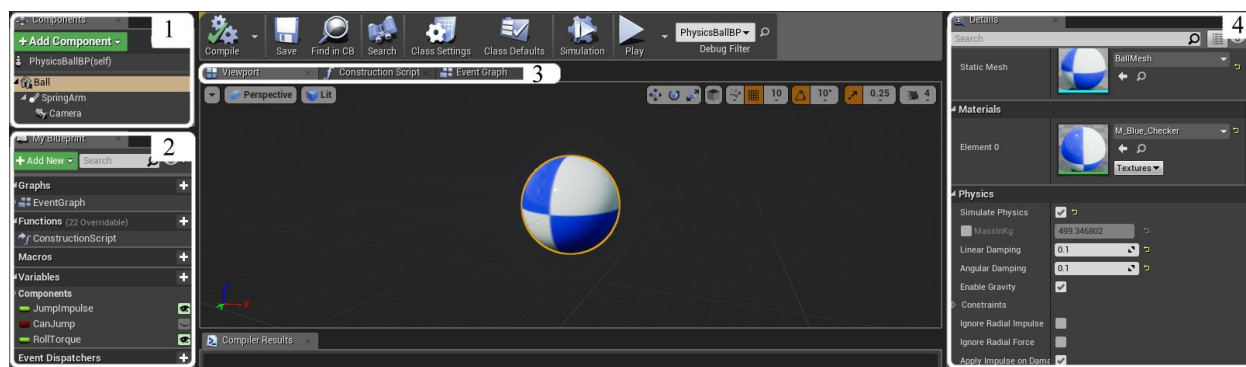 Components
1
+ Add Component
PhysicsBallBP(self)
Ball
SpringArm
Camera
My Blueprint
2
+ Add New
Search
Graphs
EventGraph
Functions (22 Overridable)
ConstructionScript
Macros
Variables
Components
JumpImpulse
CanJump
RollTorque
Event Dispatchers
Compile
Save
Find in CB
Search
Class Settings
Class Defaults
Simulation
Play
PhysicsBallBP
Debug Filter
Viewport
Construction Script
Event Graph
3
Perspective
Lit
10
10°
0.25
4
Compiler Results
Details
4
Search
Static Mesh
BallMesh
Materials
Element 0
M_Blue_Checker
Textures
Physics
Simulate Physics
MassInKg
499.346802
Linear Damping
0.1
Angular Damping
0.1
Enable Gravity
Constraints
Ignore Radial Impulse
Ignore Radial Force
Apply Impulse on Dama